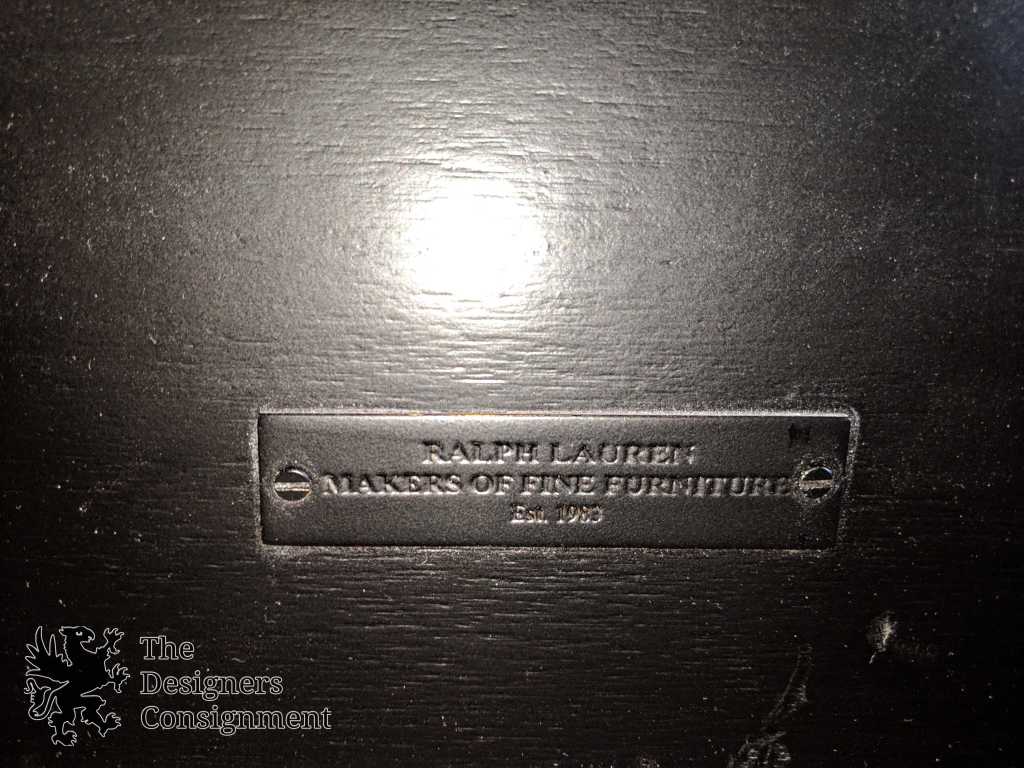 RALPH LAUREN
MAKERS OF FINE FURNITURE
Est. 1983
The
Designers
Consignment